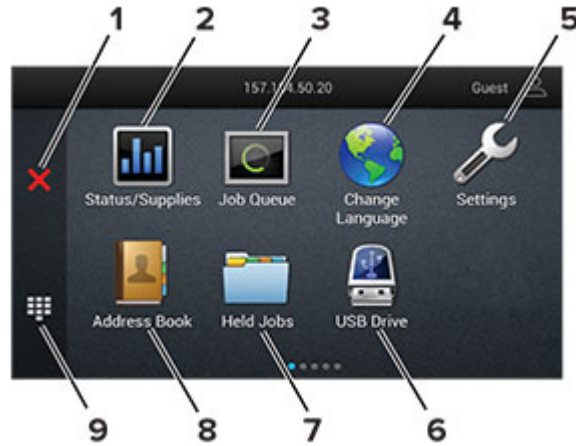 1 2 3 4 5
Guest
Status/Supplies Job Queue Change Language Settings
Address Book Held Jobs USB Drive
9 8 7 6